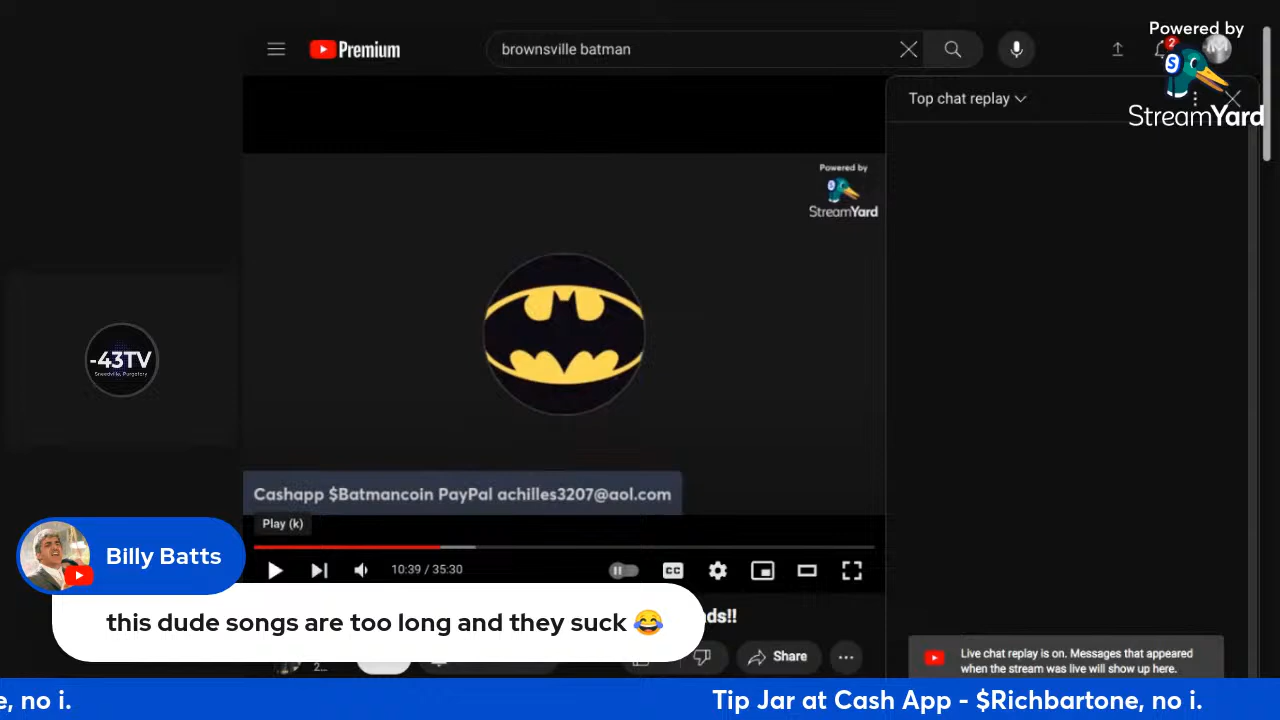 Powered by
StreamYard
Premium
brownsville batman
2
Top chat replay
Powered by
StreamYard
-43TV
Cashapp $Batmancoin PayPal achilles3207@aol.com
Play (k)
10:39 / 35:30
CC
Billy Batts
this dude songs are too long and they suck 😂
ds!!
2...
Share
Live chat replay is on. Messages that appeared
when the stream was live will show up here.
e, no i.
Tip Jar at Cash App - $Richbartone, no i.